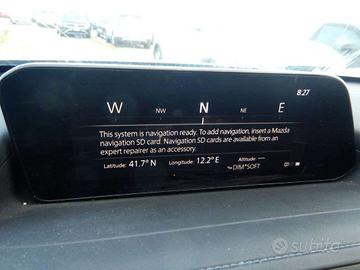 8:27
W NW N NE E
This system is navigation ready. To add navigation, insert a Mazda
navigation SD card. Navigation SD cards are available from an
expert repairer as an accessory.
Latitude: 41.7° N Longitude: 12.2° E Altitude: ---
DIM*SOFT
subito